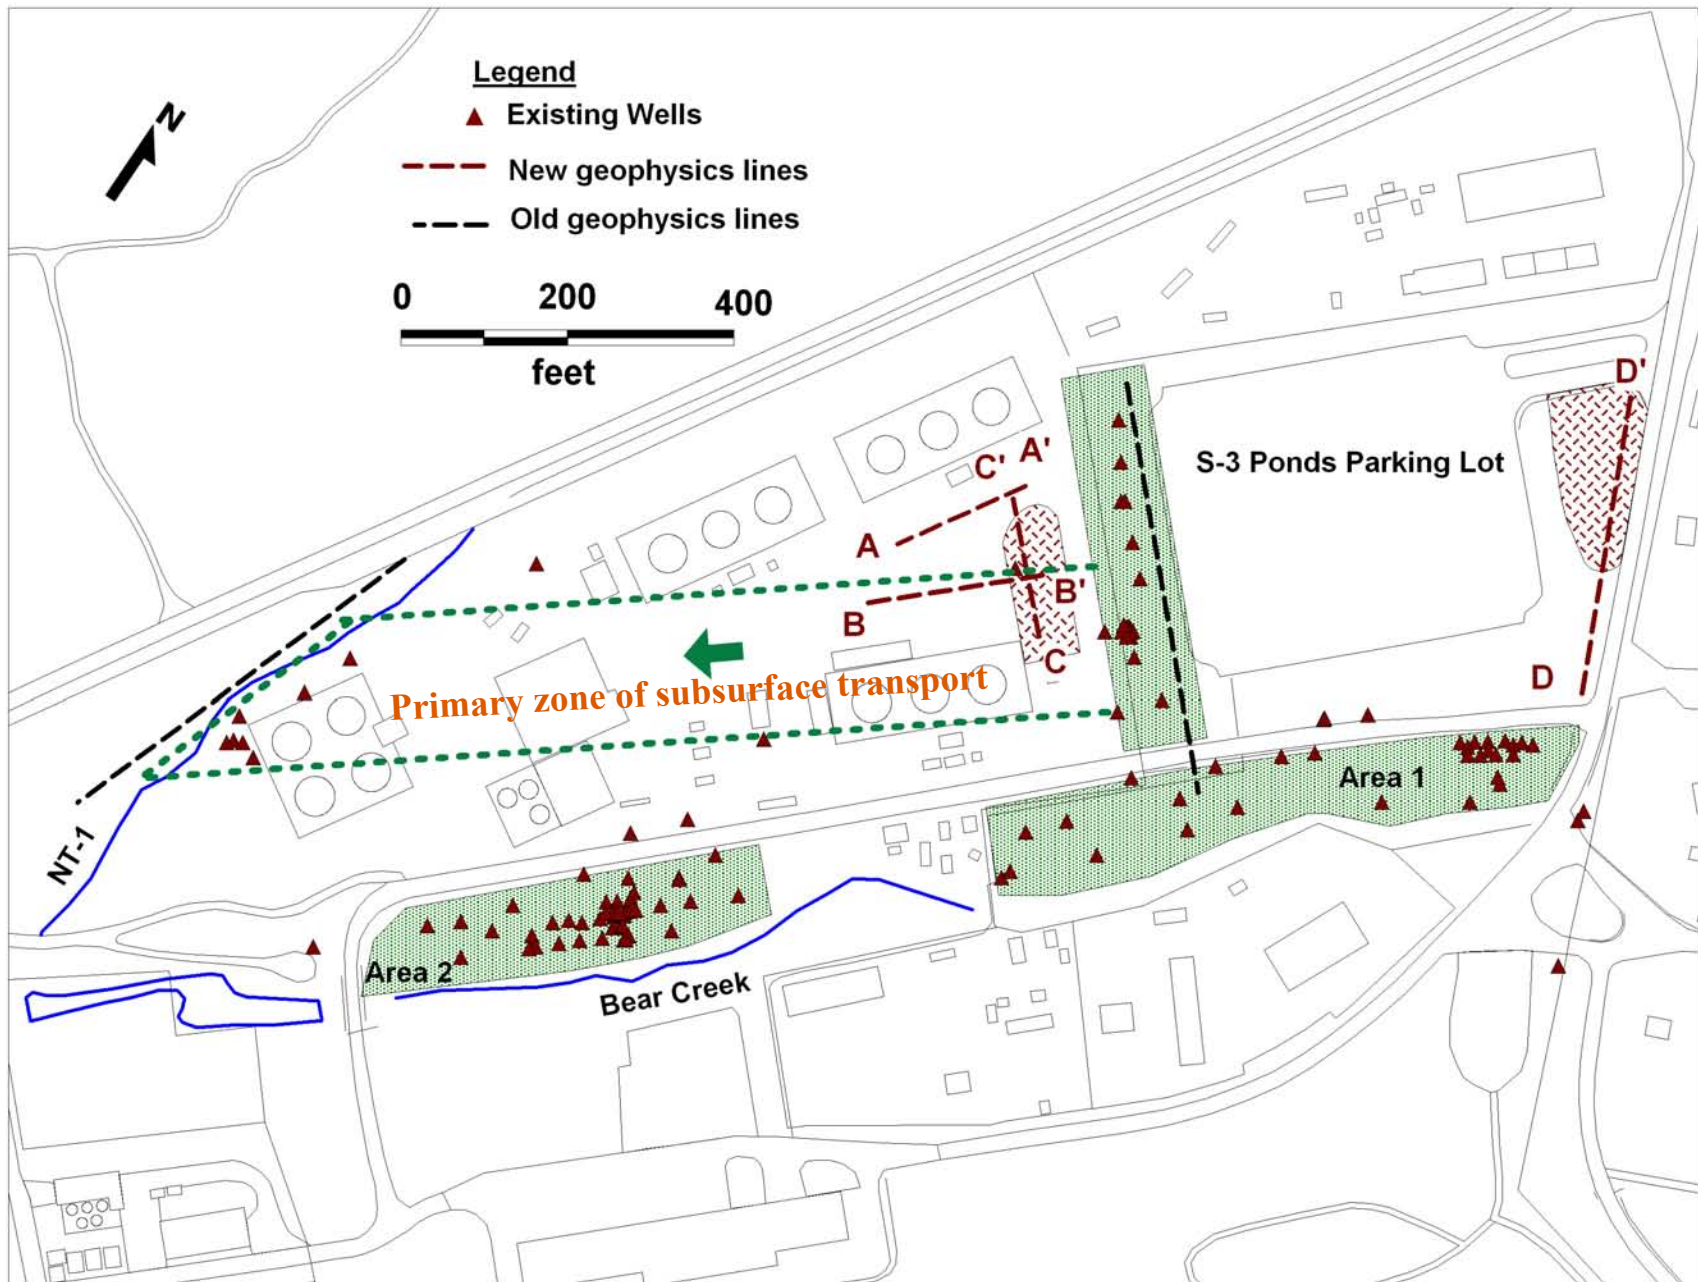 Legend
N
Existing Wells
New geophysics lines
Old geophysics lines
0 200 400
feet
D'
S-3 Ponds Parking Lot
C' A'
A
B'
B
C
D
Primary zone of subsurface transport
Area 1
NT-1
Area 2
Bear Creek